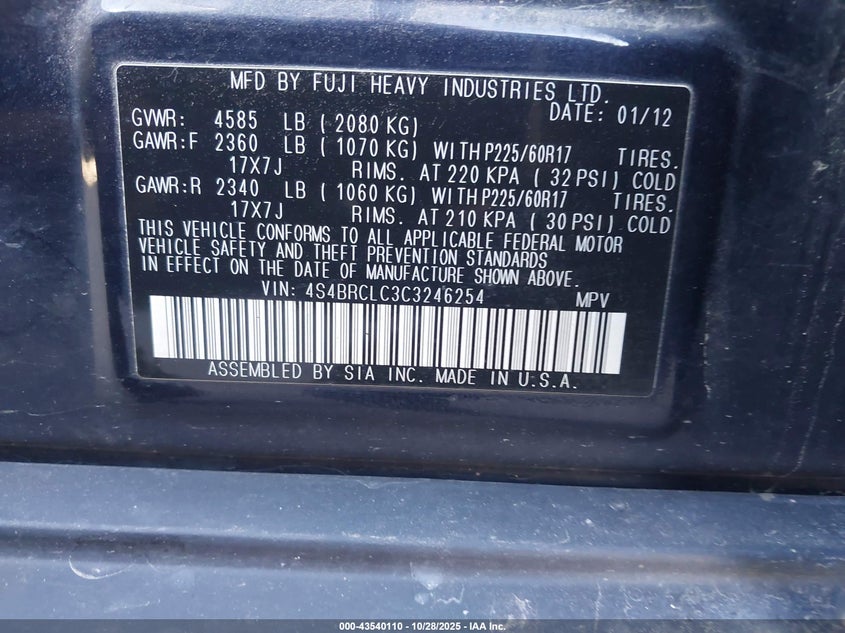 MFD BY FUJI HEAVY INDUSTRIES LTD.
DATE: 01/12
GVWR: 4585 LB ( 2080 KG)
GAWR:F 2360 LB ( 1070 KG) WITH P225/60R17 TIRES.
17X7J RIMS. AT 220 KPA ( 32 PSI) COLD
GAWR:R 2340 LB ( 1060 KG) WITH P225/60R17 TIRES.
17X7J RIMS. AT 210 KPA ( 30 PSI) COLD
THIS VEHICLE CONFORMS TO ALL APPLICABLE FEDERAL MOTOR
VEHICLE SAFETY AND THEFT PREVENTION STANDARDS
IN EFFECT ON THE DATE OF MANUFACTURE SHOWN ABOVE.
VIN: 4S4BRCLC3C3246254 MPV
ASSEMBLED BY SIA INC. MADE IN U.S.A.
000-43540110 - 10/28/2025 - IAA Inc.